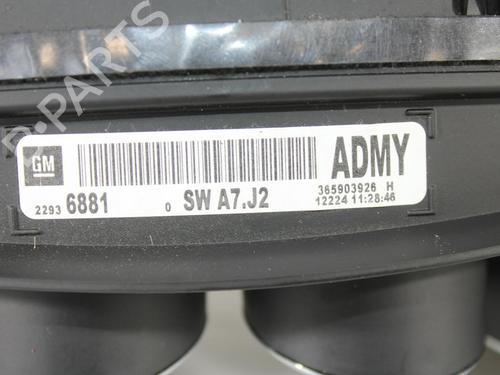 B-PARTS
GM
ADMY
2293 6881 0 SW A7.J2
365903926 H
12224 11:28:46